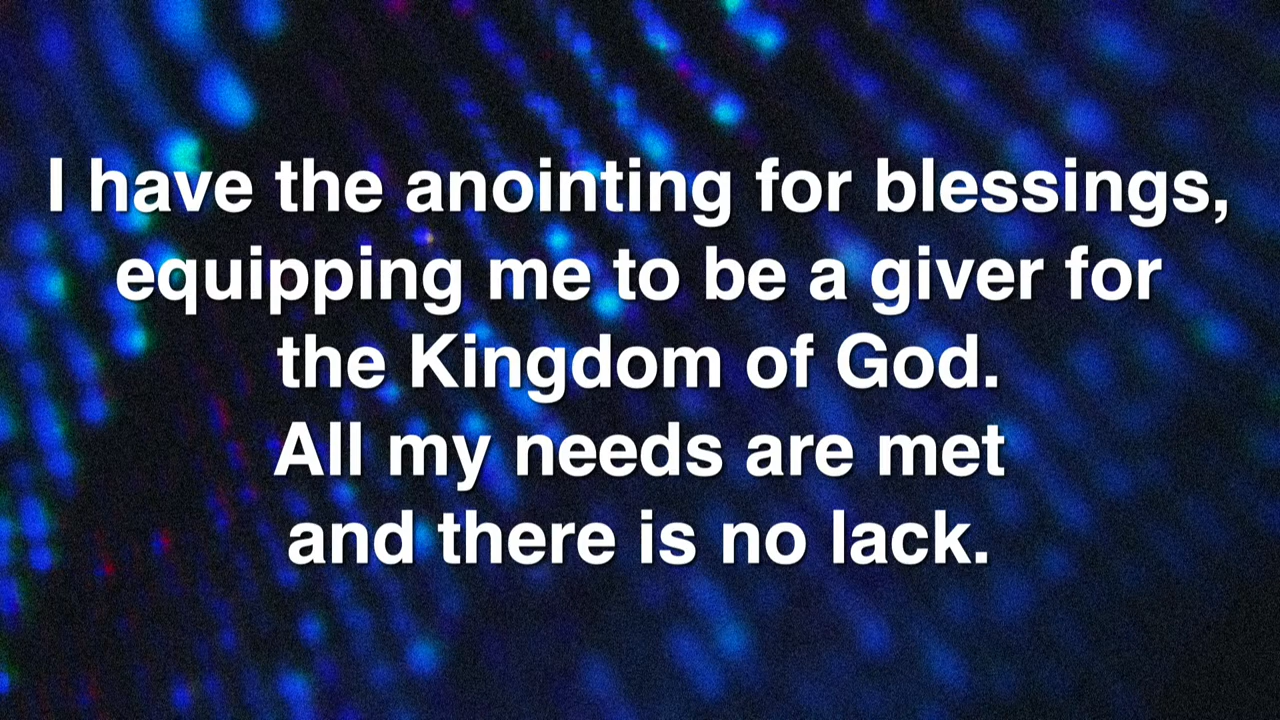 I have the anointing for blessings,
equipping me to be a giver for
the Kingdom of God.
All my needs are met
and there is no lack.